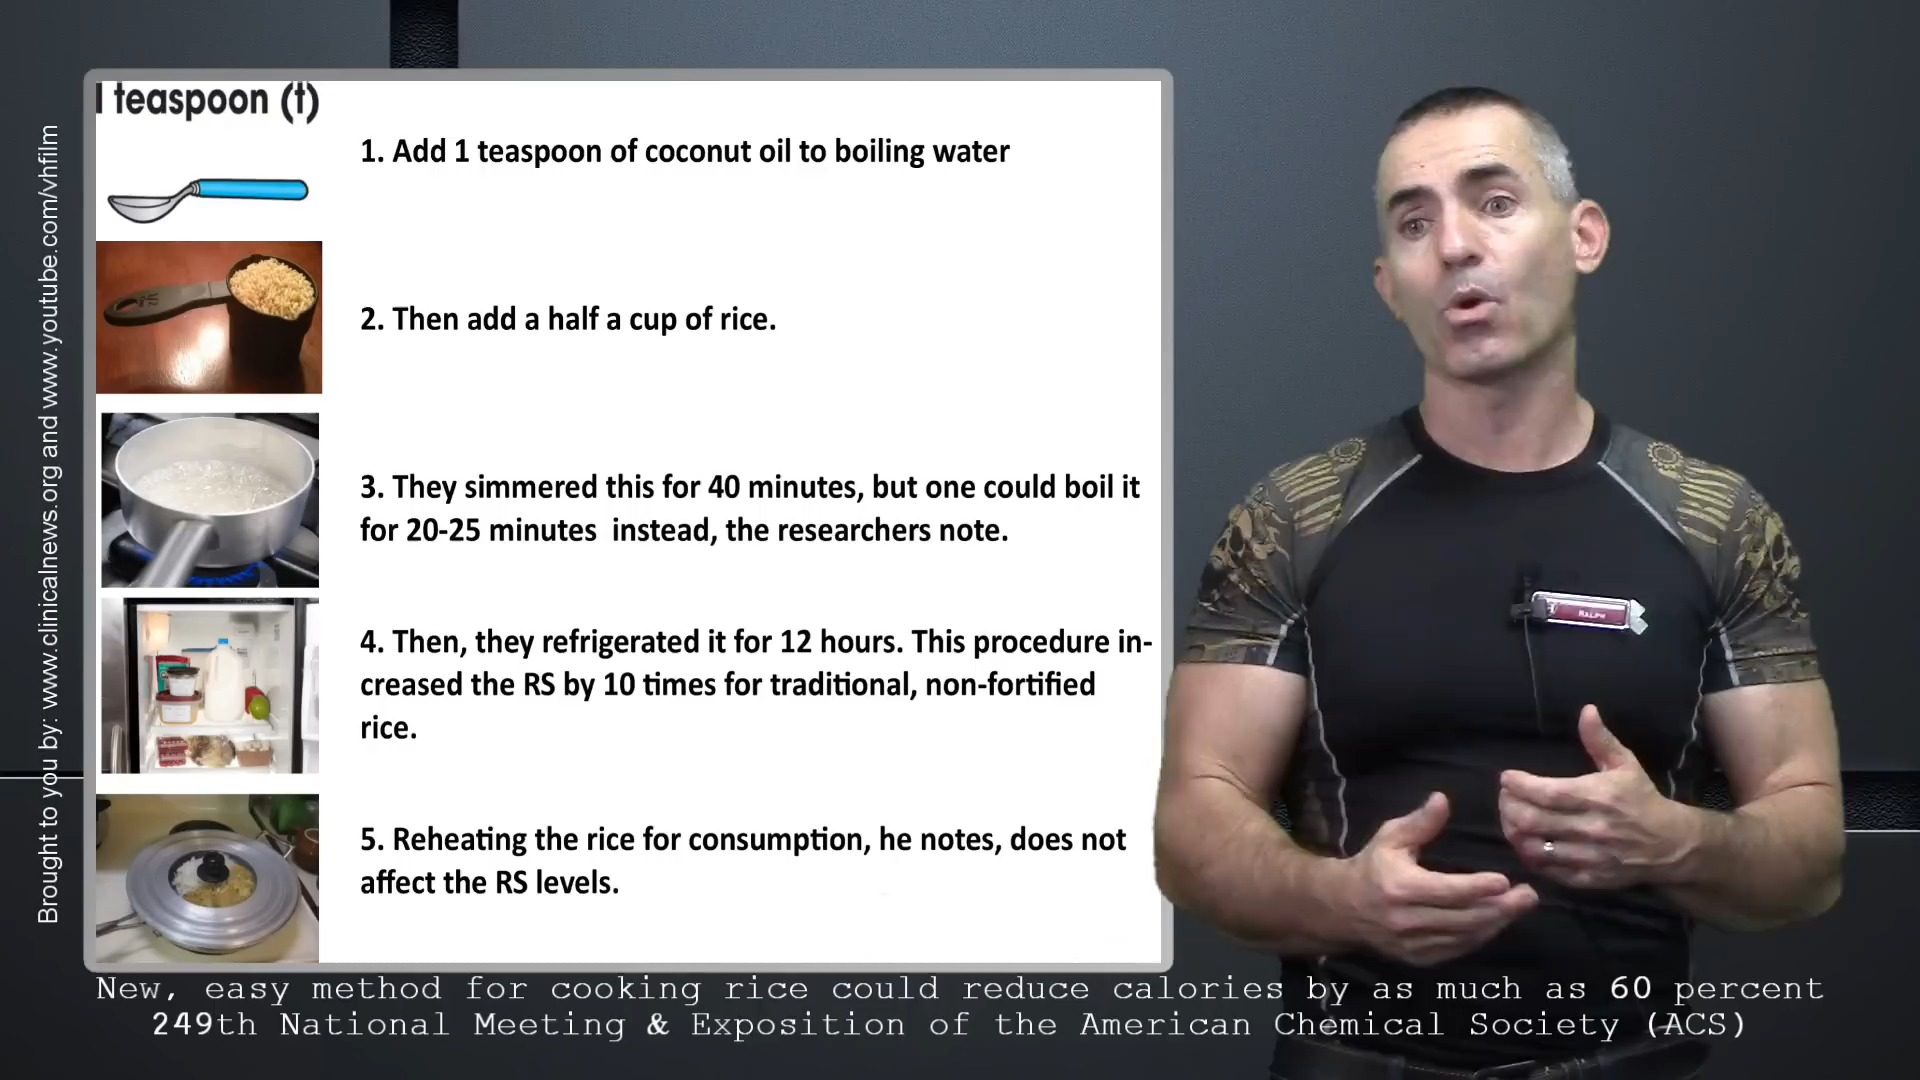 Brought to you by: www.clinicalnews.org and www.youtube.com/vhfilm
1 teaspoon (t)
1. Add 1 teaspoon of coconut oil to boiling water
2. Then add a half a cup of rice.
3. They simmered this for 40 minutes, but one could boil it
for 20-25 minutes  instead, the researchers note.
4. Then, they refrigerated it for 12 hours. This procedure in-
creased the RS by 10 times for traditional, non-fortified
rice.
5. Reheating the rice for consumption, he notes, does not
affect the RS levels.
RALPH
New, easy method for cooking rice could reduce calories by as much as 60 percent
249th National Meeting & Exposition of the American Chemical Society (ACS)